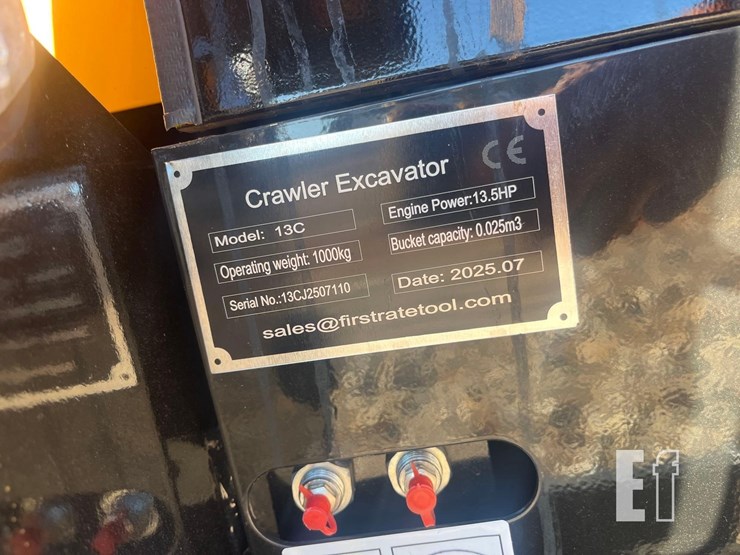 CE
Crawler Excavator
Model: 13C
Engine Power:13.5HP
Operating weight: 1000kg
Bucket capacity: 0.025m3
Serial No.:13CJ2507110
Date: 2025.07
sales@firstratetool.com
Ef